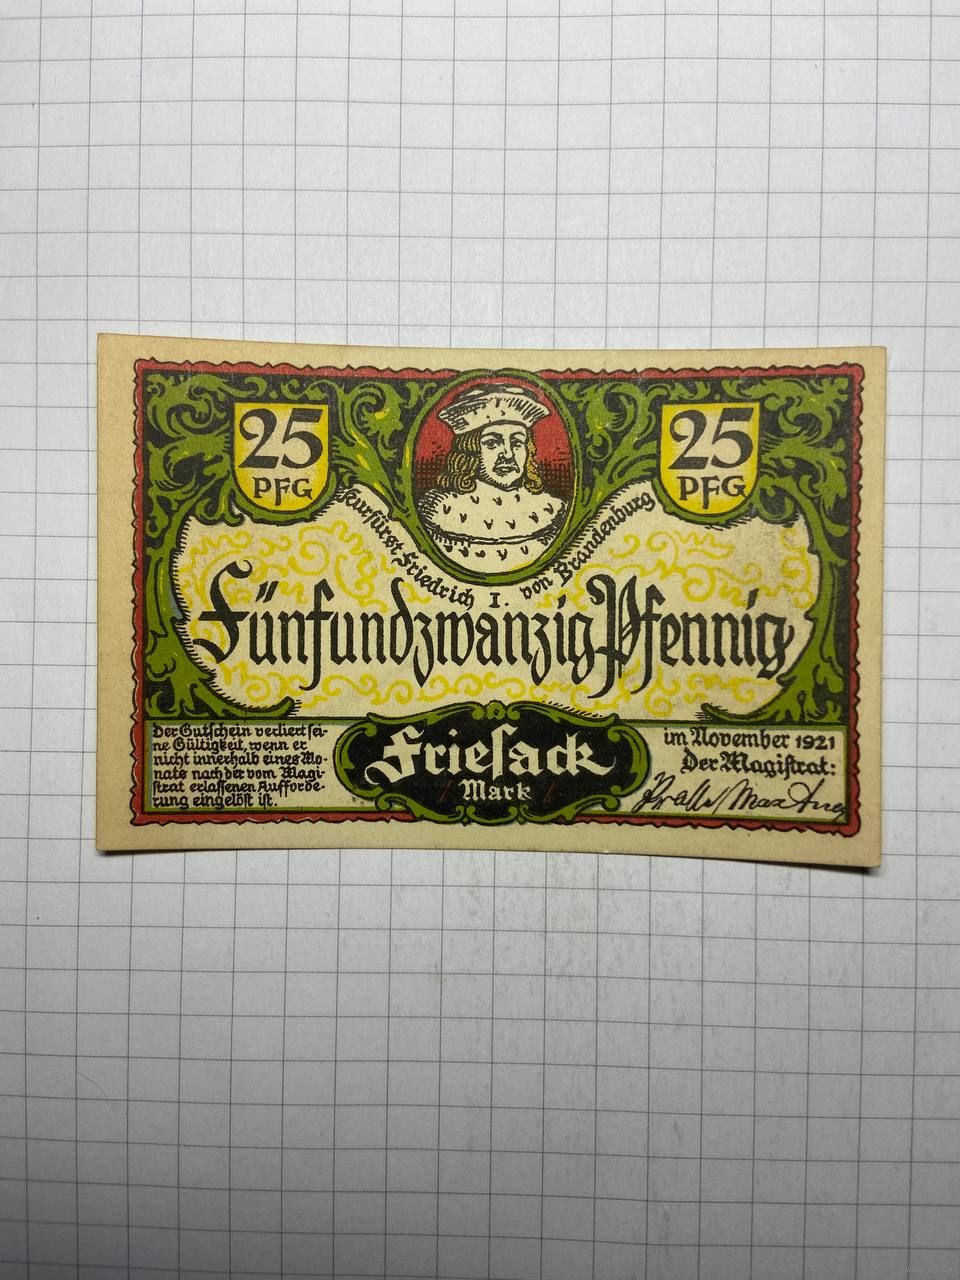 25
PFG
25
PFG
Kurfürst Friedrich I. von Brandenburg
Fünfundzwanzig Pfennig
Der Gutschein verliert sei-
ne Gültigkeit, wenn er
nicht innerhalb eines Mo-
nats nach der vom Magi-
strat erlassenen Aufforde-
rung eingelöst ist.
Friesack
Mark
im November 1921
Der Magistrat:
Max